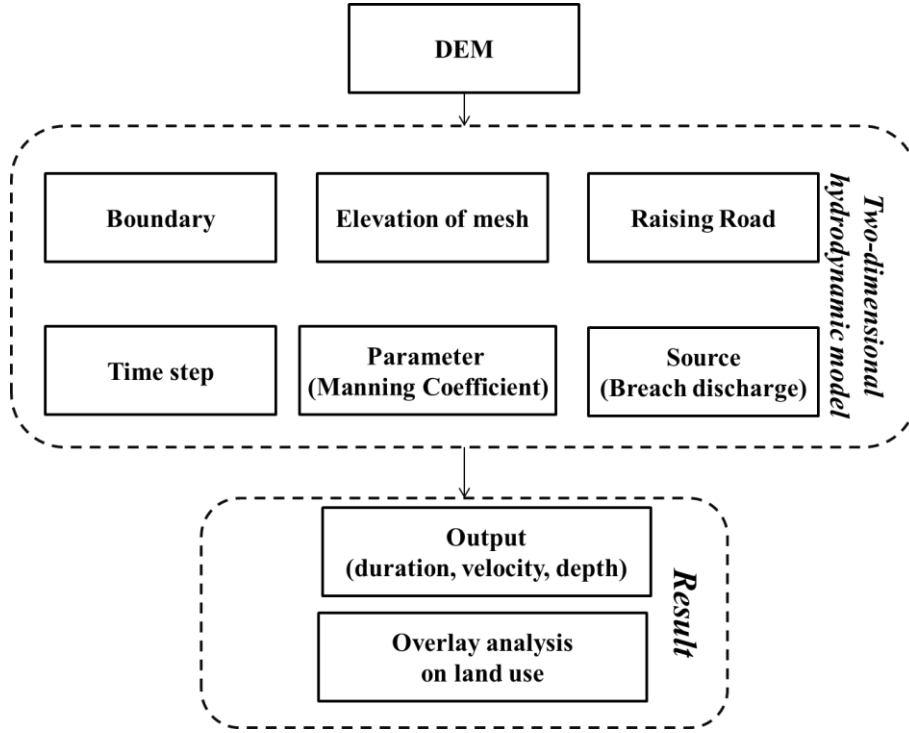 DEM
Boundary
Elevation of mesh
Raising Road
Time step
Parameter
(Manning Coefficient)
Source
(Breach discharge)
Two-dimensional
hydrodynamic model
Output
(duration, velocity, depth)
Overlay analysis
on land use
Result